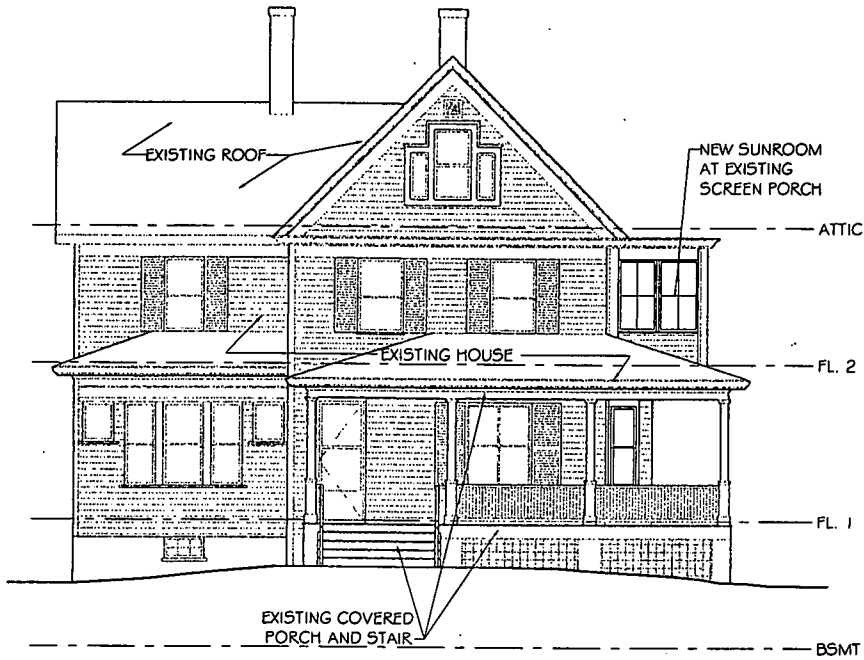 EXISTING ROOF
NEW SUNROOM
AT EXISTING
SCREEN PORCH
ATTIC
EXISTING HOUSE
FL. 2
FL. 1
EXISTING COVERED
PORCH AND STAIR
BSMT